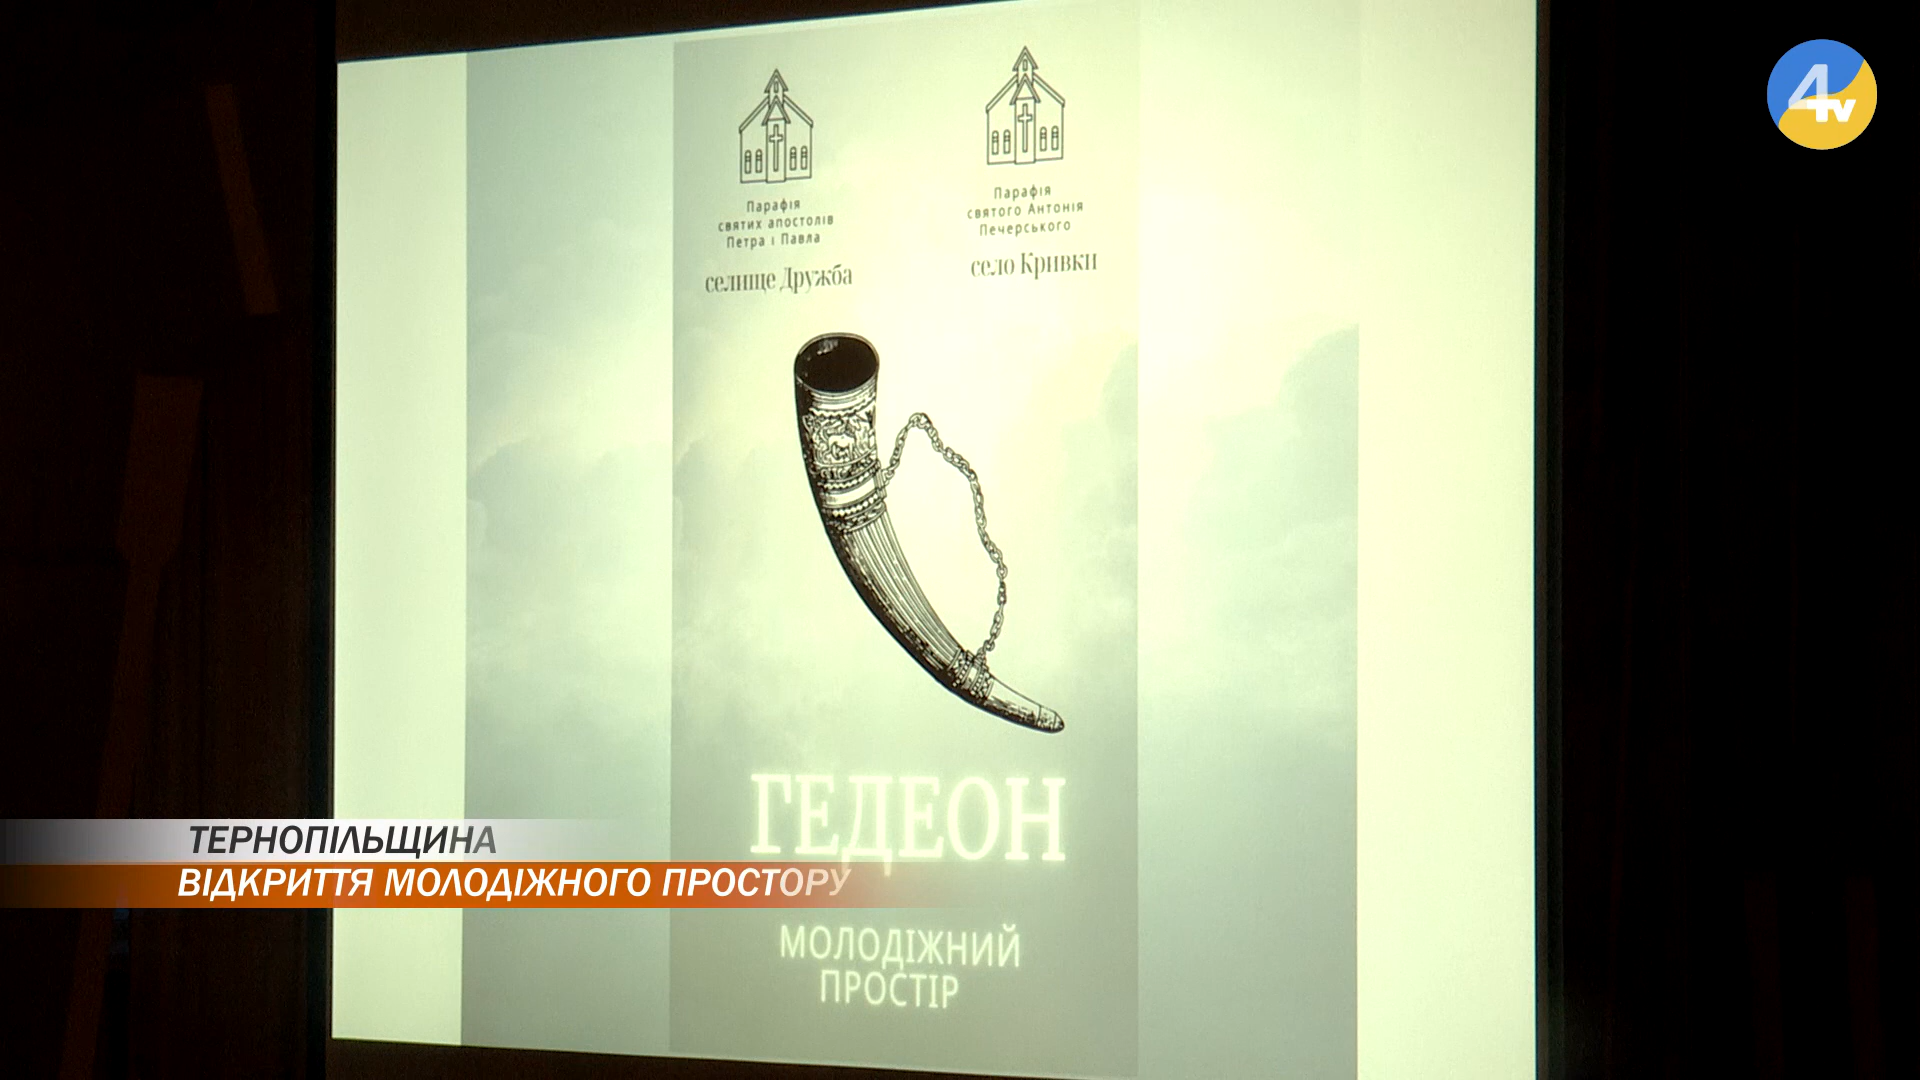 4tv
Парафія
святих апостолів
Петра і Павла
селище Дружба
Парафія
святого Антонія
Печерського
село Кривки
ГЕДЕОН
МОЛОДІЖНИЙ
ПРОСТІР
ТЕРНОПІЛЬЩИНА
ВІДКРИТТЯ МОЛОДІЖНОГО ПРОСТОРУ